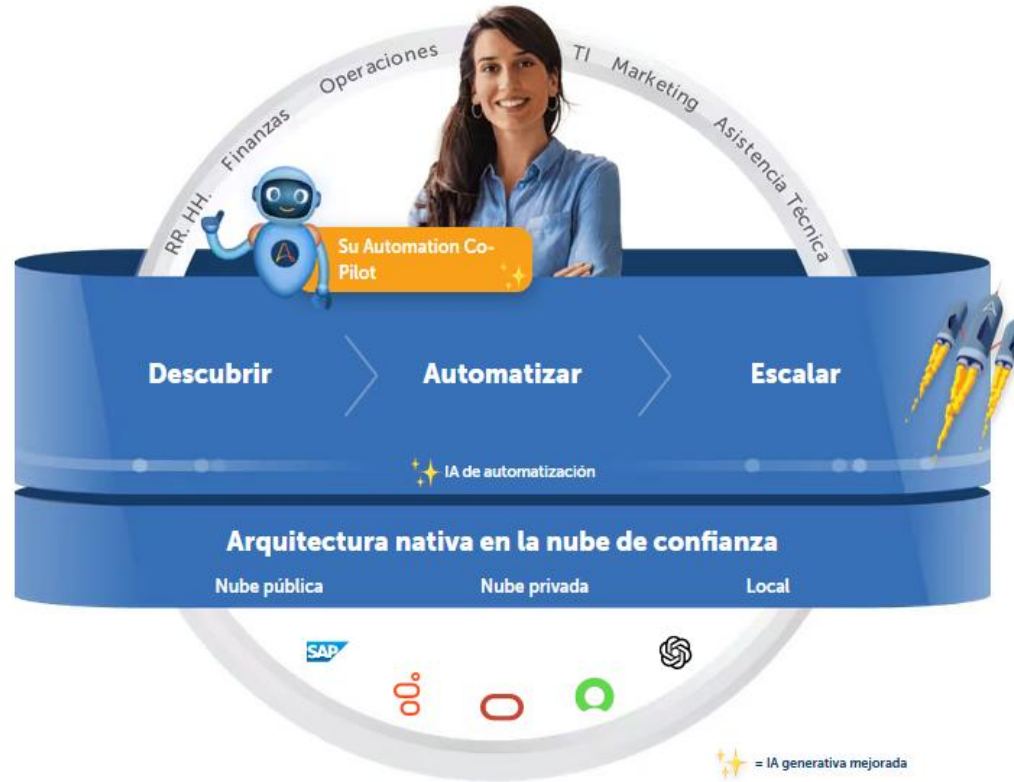 RR. HH.
Finanzas
Operaciones
TI
Marketing
Asistencia Técnica
Su Automation Co-
Pilot
Descubrir
Automatizar
Escalar
IA de automatización
Arquitectura nativa en la nube de confianza
Nube pública
Nube privada
Local
SAP
= IA generativa mejorada